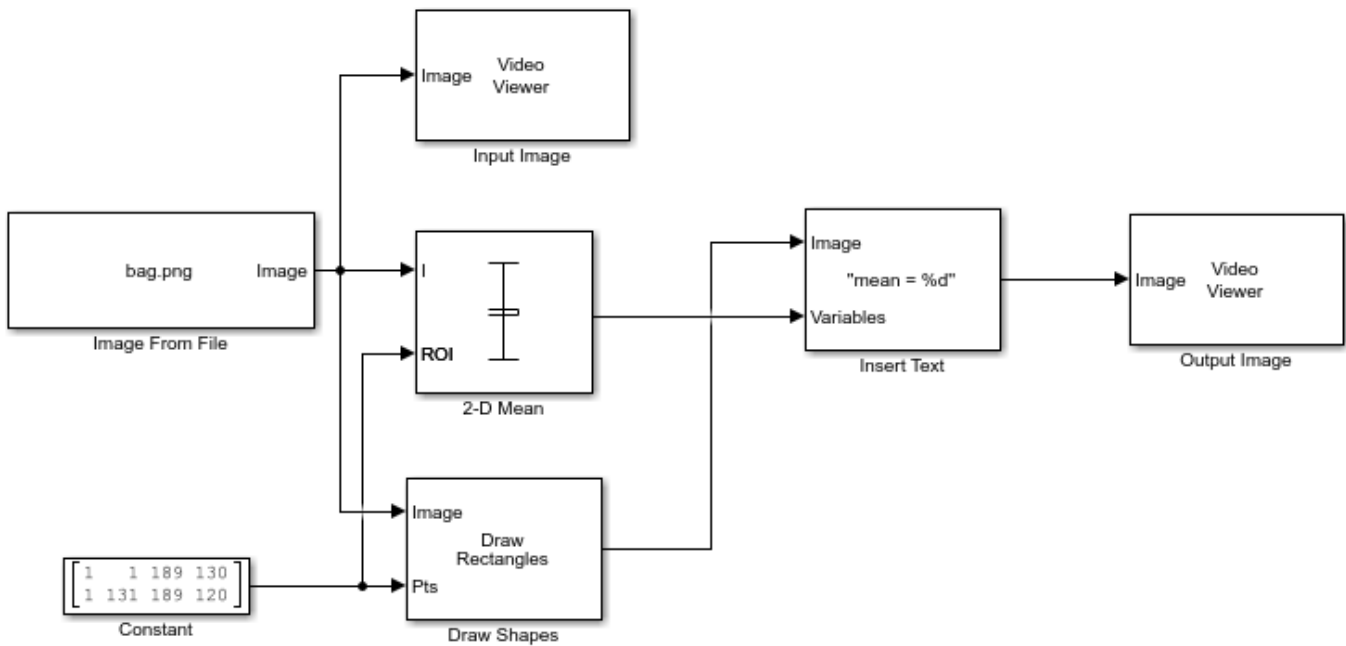 Image
Video
Viewer
Input Image
bag.png
Image
Image From File
I
ROI
2-D Mean
Image
"mean = %d"
Variables
Insert Text
Image
Video
Viewer
Output Image
1 1 189 130
1 131 189 120
Constant
Image
Draw
Rectangles
Pts
Draw Shapes